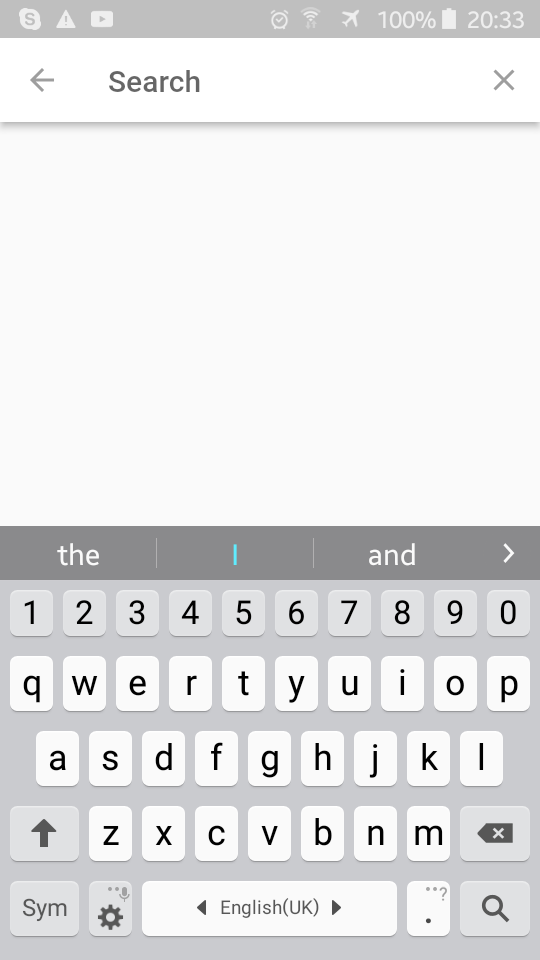 100% 20:33
Search
the I and
1 2 3 4 5 6 7 8 9 0
q w e r t y u i o p
a s d f g h j k l
z x c v b n m
Sym English(UK) . ?